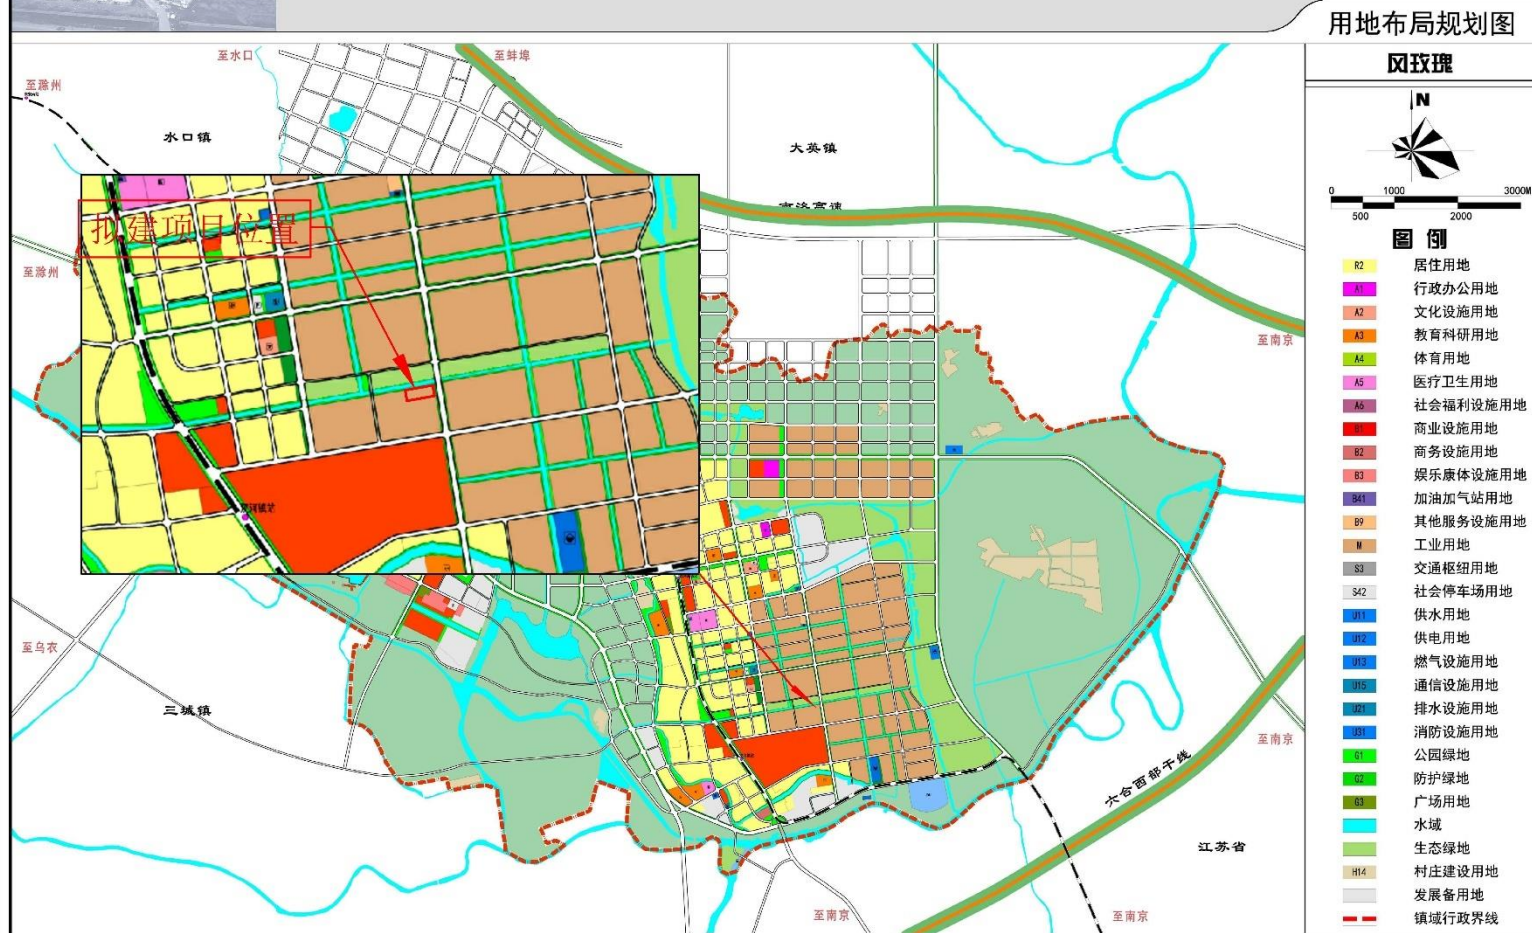 用地布局规划图
风玫瑰
N
0 1000 3000M
500 2000
图 例
R2 居住用地
A1 行政办公用地
A2 文化设施用地
A3 教育科研用地
A4 体育用地
A5 医疗卫生用地
A6 社会福利设施用地
B1 商业设施用地
B2 商务设施用地
B3 娱乐康体设施用地
B41 加油加气站用地
B9 其他服务设施用地
M 工业用地
S3 交通枢纽用地
S42 社会停车场用地
U11 供水用地
U12 供电用地
U13 燃气设施用地
U15 通信设施用地
U21 排水设施用地
U31 消防设施用地
G1 公园绿地
G2 防护绿地
G3 广场用地
水域
生态绿地
H14 村庄建设用地
发展备用地
镇域行政界线
至水口
至蚌埠
至滁州
水口镇
大英镇
拟建项目位置
至滁州
至南京
至乌衣
三城镇
至南京
六合西部干线
江苏省
至南京
至南京